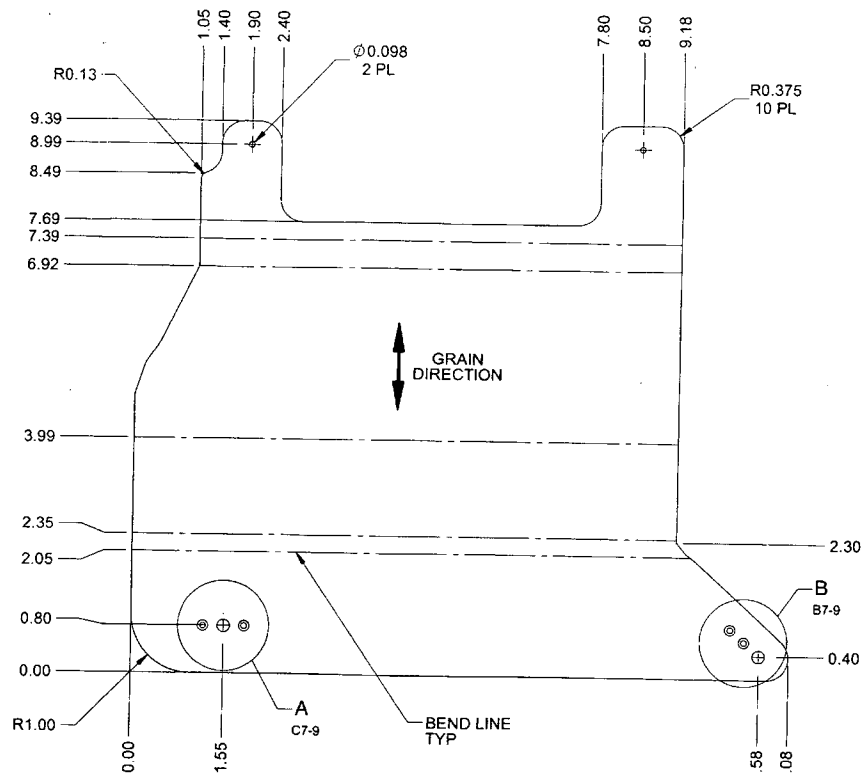 1.05
1.40
1.90
2.40
7.80
8.50
9.18
R0.13
Ø0.098
2 PL
R0.375
10 PL
9.39
8.99
8.49
7.69
7.39
6.92
GRAIN
DIRECTION
3.99
2.35
2.05
2.30
0.80
B
B7-9
0.00
0.40
A
C7-9
R1.00
BEND LINE
TYP
0.00
1.55
.58
.08